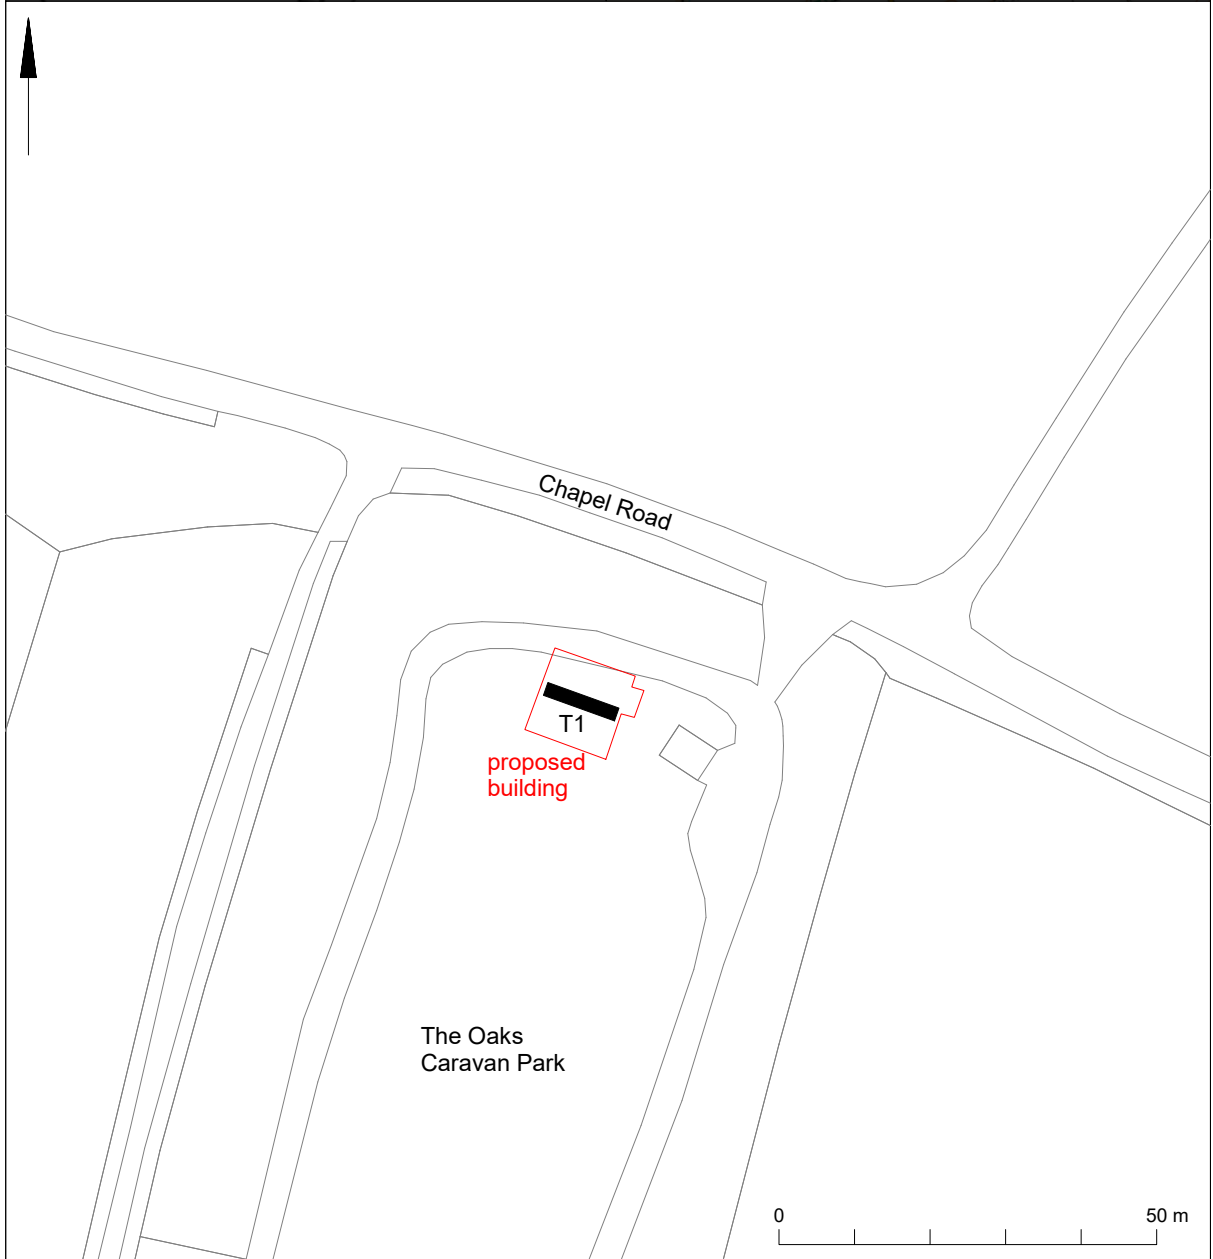 Chapel Road
T1
proposed
building
The Oaks
Caravan Park
0 50 m